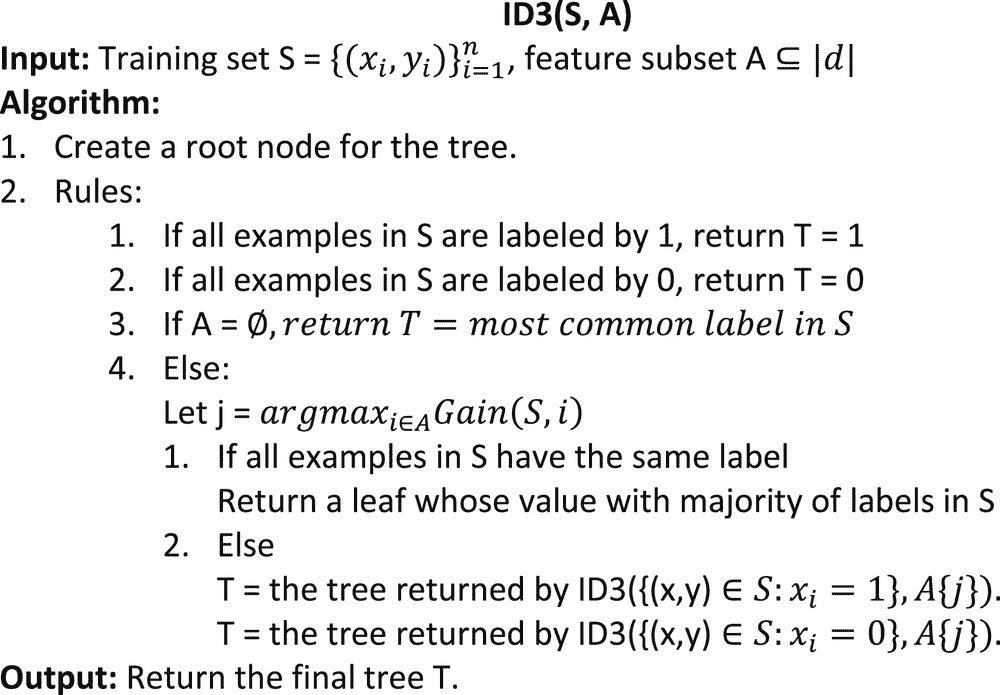 ID3(S, A)
Input: Training set S = {(xᵢ, yᵢ)}ⁿᵢ₌₁, feature subset A ⊆ |d|
Algorithm:
1. Create a root node for the tree.
2. Rules:
1. If all examples in S are labeled by 1, return T = 1
2. If all examples in S are labeled by 0, return T = 0
3. If A = ∅, return T = most common label in S
4. Else:
Let j = argmaxᵢ∈A Gain(S, i)
1. If all examples in S have the same label
Return a leaf whose value with majority of labels in S
2. Else
T = the tree returned by ID3({(x,y) ∈ S: xᵢ = 1}, A{j}).
T = the tree returned by ID3({(x,y) ∈ S: xᵢ = 0}, A{j}).
Output: Return the final tree T.